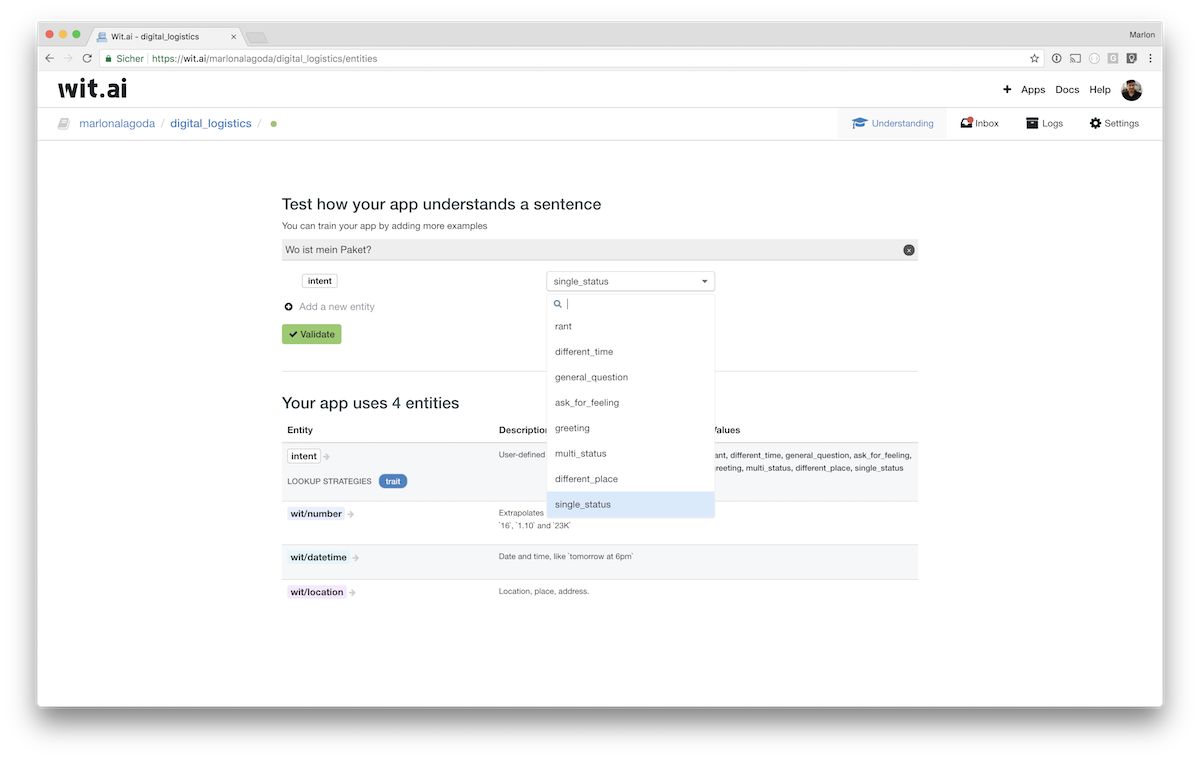 Wit.ai - digital_logistics
Marlon
Sicher https://wit.ai/marlonalagoda/digital_logistics/entities
wit.ai
Apps Docs Help
marlonalagoda / digital_logistics /
Understanding Inbox Logs Settings
Test how your app understands a sentence
You can train your app by adding more examples
Wo ist mein Paket?
intent
single_status
Add a new entity
Validate
rant
different_time
general_question
ask_for_feeling
greeting
multi_status
different_place
single_status
Your app uses 4 entities
Entity Description Values
intent User-defined
LOOKUP STRATEGIES trait
ant, different_time, general_question, ask_for_feeling,
reeting, multi_status, different_place, single_status
wit/number Extrapolates
`16`, `1.10` and `23K`
wit/datetime Date and time, like `tomorrow at 6pm`
wit/location Location, place, address.